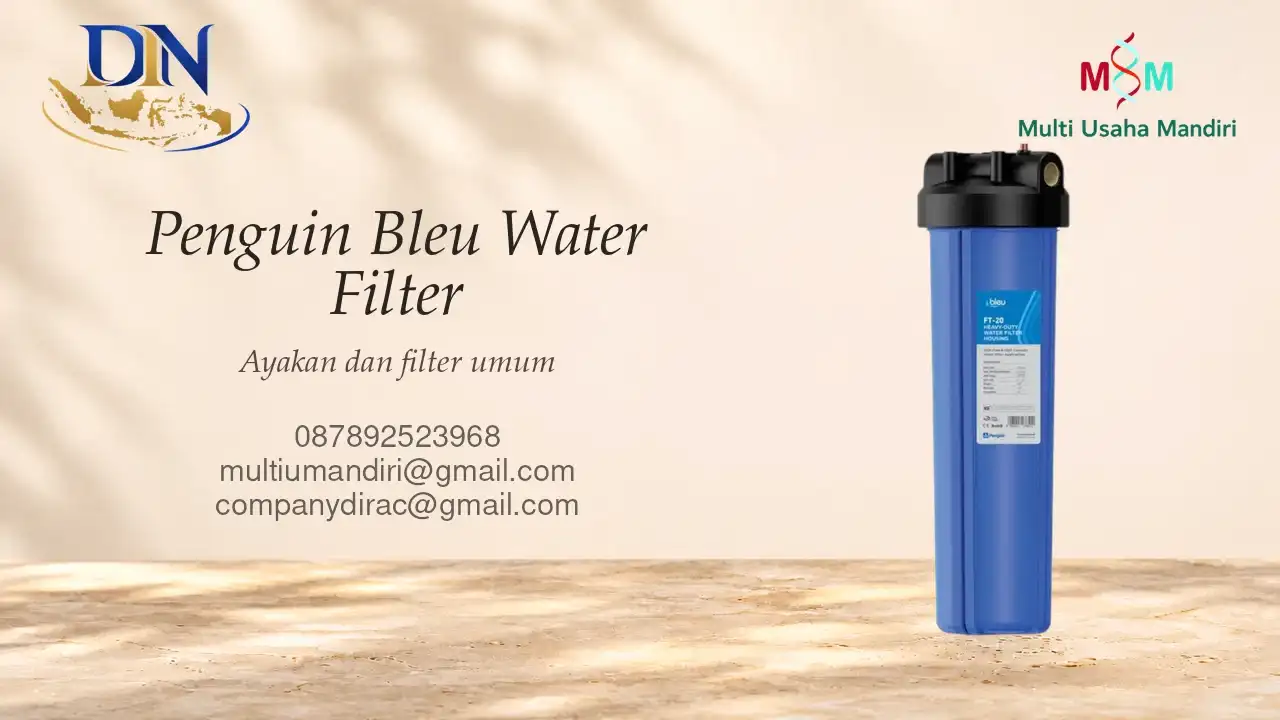 DN
M M
Multi Usaha Mandiri
Penguin Bleu Water
Filter
Ayakan dan filter umum
087892523968
multiumandiri@gmail.com
companydirac@gmail.com
bleu
FT-20
HEAVY-DUTY
WATER FILTER
HOUSING
Penguin